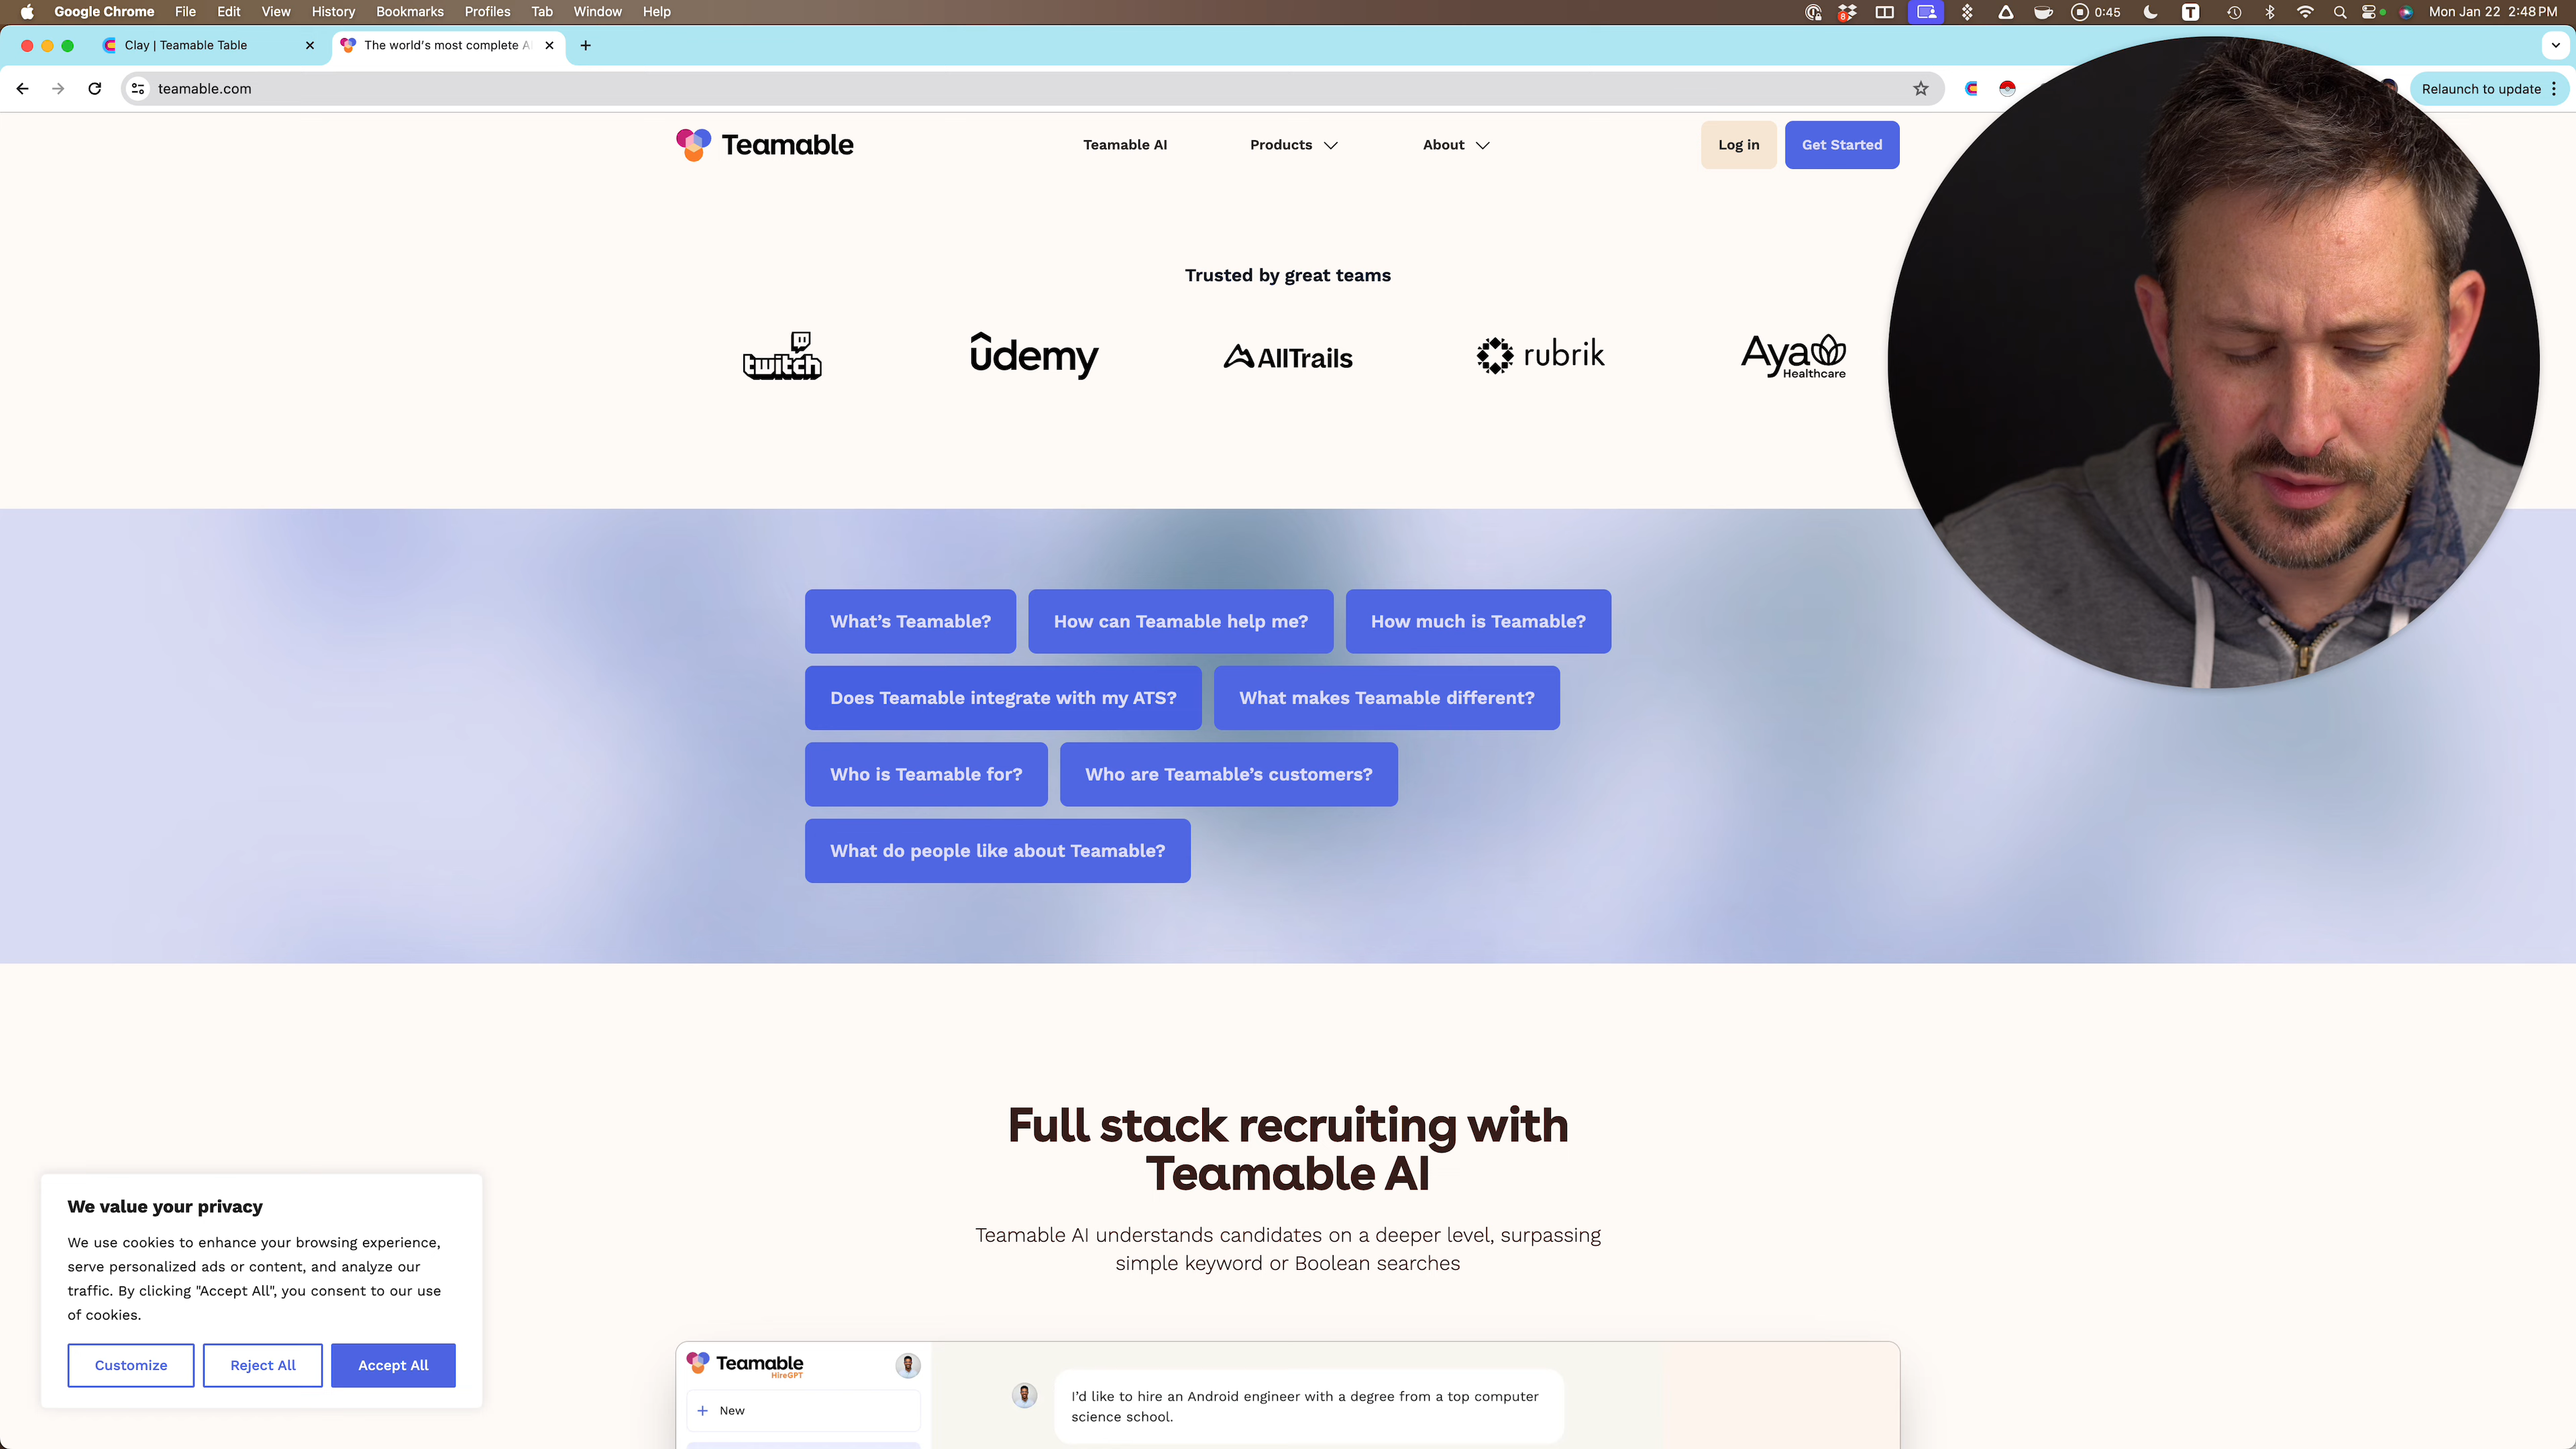 Google Chrome File Edit View History Bookmarks Profiles Tab Window Help
8 0:45 T Mon Jan 22 2:48 PM
Clay | Teamable Table
The world's most complete A
teamable.com
Relaunch to update
Teamable
Teamable AI
Products
About
Log in
Get Started
Trusted by great teams
twitch
ûdemy
AllTrails
rubrik
Aya
Healthcare
What's Teamable?
How can Teamable help me?
How much is Teamable?
Does Teamable integrate with my ATS?
What makes Teamable different?
Who is Teamable for?
Who are Teamable's customers?
What do people like about Teamable?
Full stack recruiting with
Teamable AI
Teamable AI understands candidates on a deeper level, surpassing
simple keyword or Boolean searches
We value your privacy
We use cookies to enhance your browsing experience,
serve personalized ads or content, and analyze our
traffic. By clicking "Accept All", you consent to our use
of cookies.
Customize
Reject All
Accept All
Teamable
HireGPT
+ New
I'd like to hire an Android engineer with a degree from a top computer
science school.